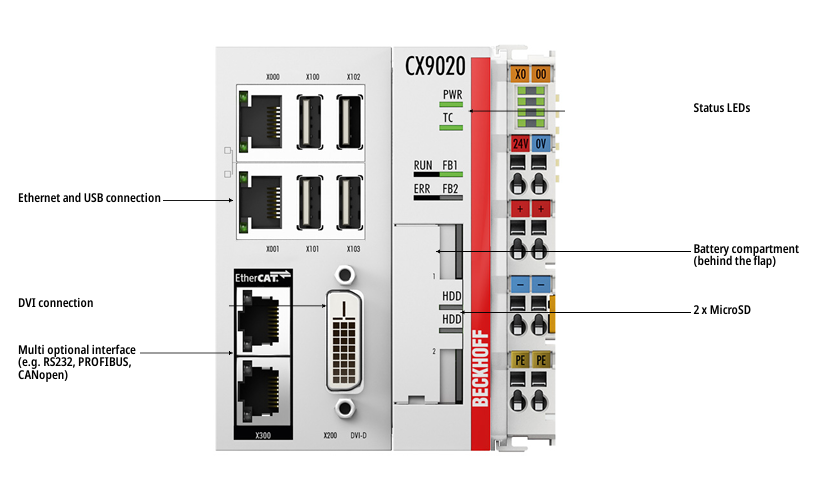 X000 X100 X102
CX9020
X0 00
PWR
TC
Status LEDs
24V 0V
RUN FB1
ERR FB2
Ethernet and USB connection
+ +
X001 X101 X103
Battery compartment
(behind the flap)
EtherCAT
1
− −
HDD
HDD
DVI connection
2 x MicroSD
Multi optional interface
(e.g. RS232, PROFIBUS,
CANopen)
2
PE PE
BECKHOFF
X300 X200 DVI-D